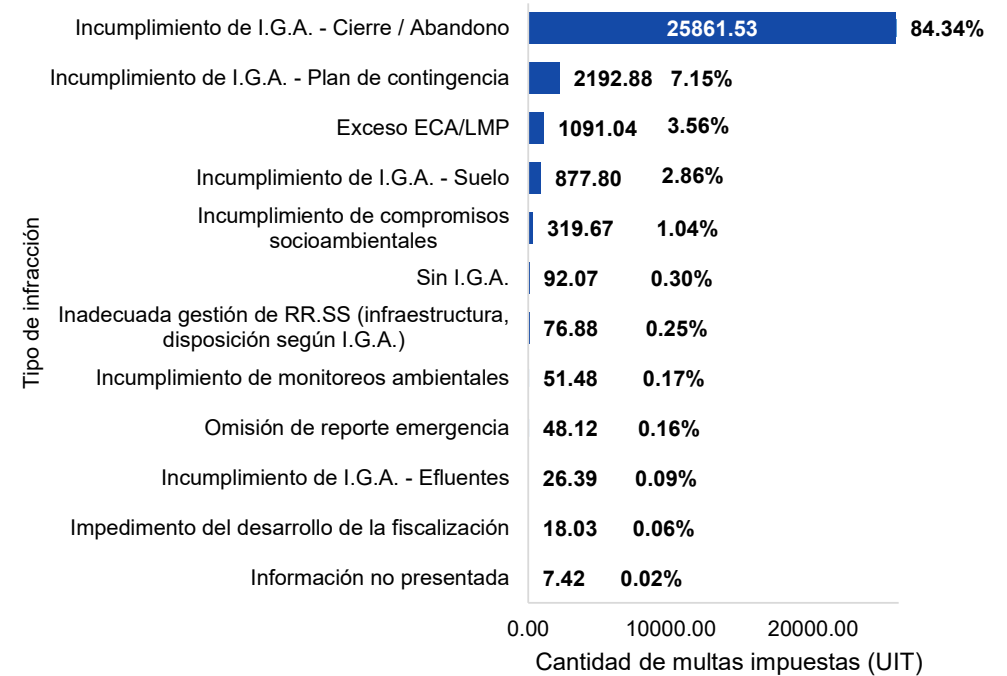 Incumplimiento de I.G.A. - Cierre / Abandono 25861.53 84.34%
Incumplimiento de I.G.A. - Plan de contingencia 2192.88 7.15%
Exceso ECA/LMP 1091.04 3.56%
Incumplimiento de I.G.A. - Suelo 877.80 2.86%
Incumplimiento de compromisos
socioambientales 319.67 1.04%
Sin I.G.A. 92.07 0.30%
Inadecuada gestión de RR.SS (infraestructura,
disposición según I.G.A.) 76.88 0.25%
Incumplimiento de monitoreos ambientales 51.48 0.17%
Omisión de reporte emergencia 48.12 0.16%
Incumplimiento de I.G.A. - Efluentes 26.39 0.09%
Impedimento del desarrollo de la fiscalización 18.03 0.06%
Información no presentada 7.42 0.02%
Tipo de infracción
0.00 10000.00 20000.00
Cantidad de multas impuestas (UIT)